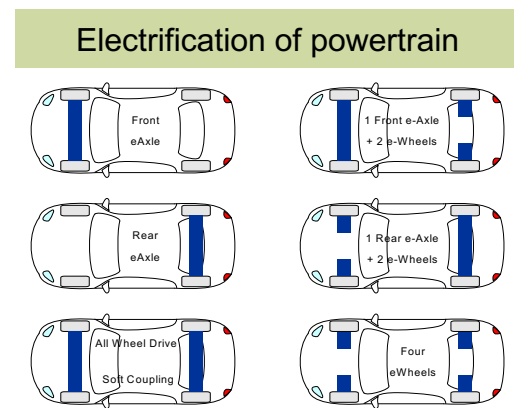 Electrification of powertrain
Front
eAxle
1 Front e-Axle
+ 2 e-Wheels
Rear
eAxle
1 Rear e-Axle
+ 2 e-Wheels
All Wheel Drive
Soft Coupling
Four
eWheels